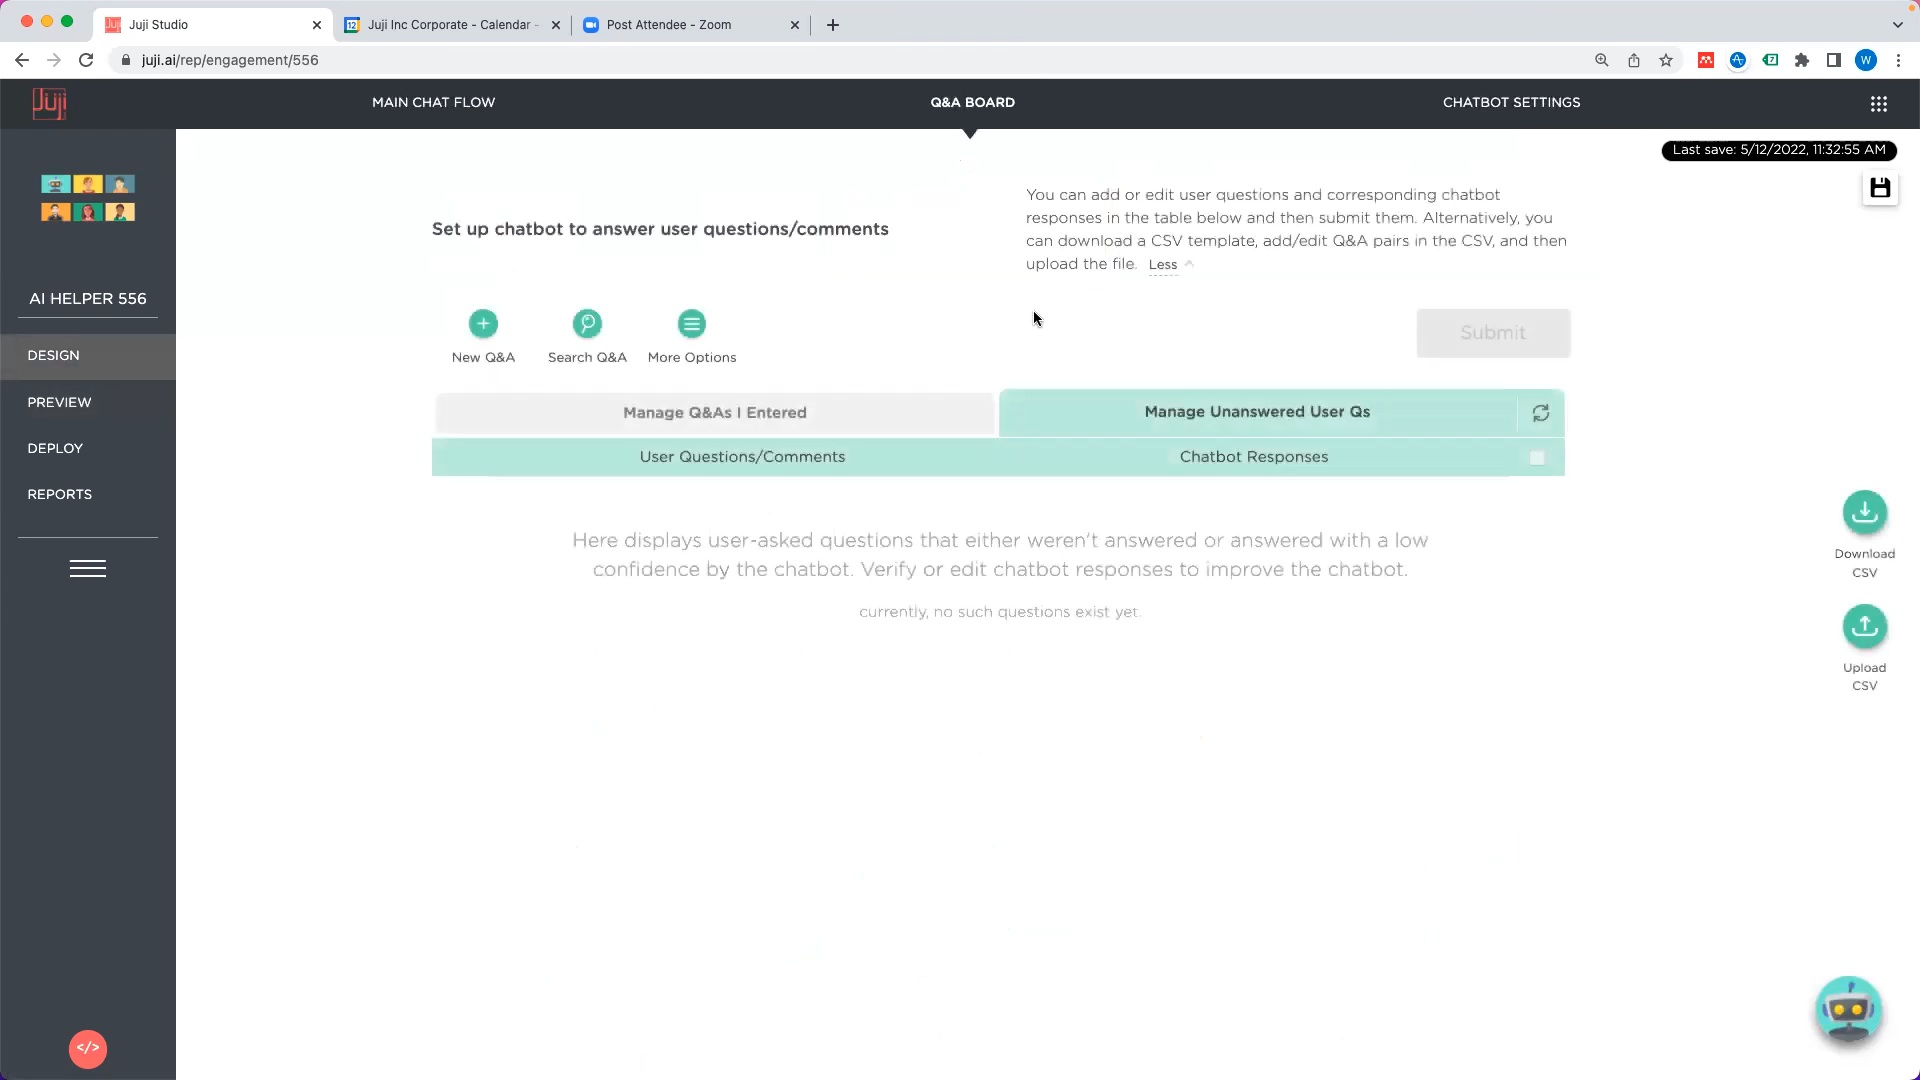 Juji Studio
Juji Inc Corporate - Calendar -
Post Attendee - Zoom
juji.ai/rep/engagement/556
W
Juji
MAIN CHAT FLOW
Q&A BOARD
CHATBOT SETTINGS
Last save: 5/12/2022, 11:32:55 AM
You can add or edit user questions and corresponding chatbot
responses in the table below and then submit them. Alternatively, you
can download a CSV template, add/edit Q&A pairs in the CSV, and then
upload the file. Less
Set up chatbot to answer user questions/comments
AI HELPER 556
DESIGN
PREVIEW
DEPLOY
REPORTS
New Q&A
Search Q&A
More Options
Submit
Manage Q&As I Entered
Manage Unanswered User Qs
User Questions/Comments
Chatbot Responses
Here displays user-asked questions that either weren't answered or answered with a low
confidence by the chatbot. Verify or edit chatbot responses to improve the chatbot.
currently, no such questions exist yet.
Download
CSV
Upload
CSV
</>